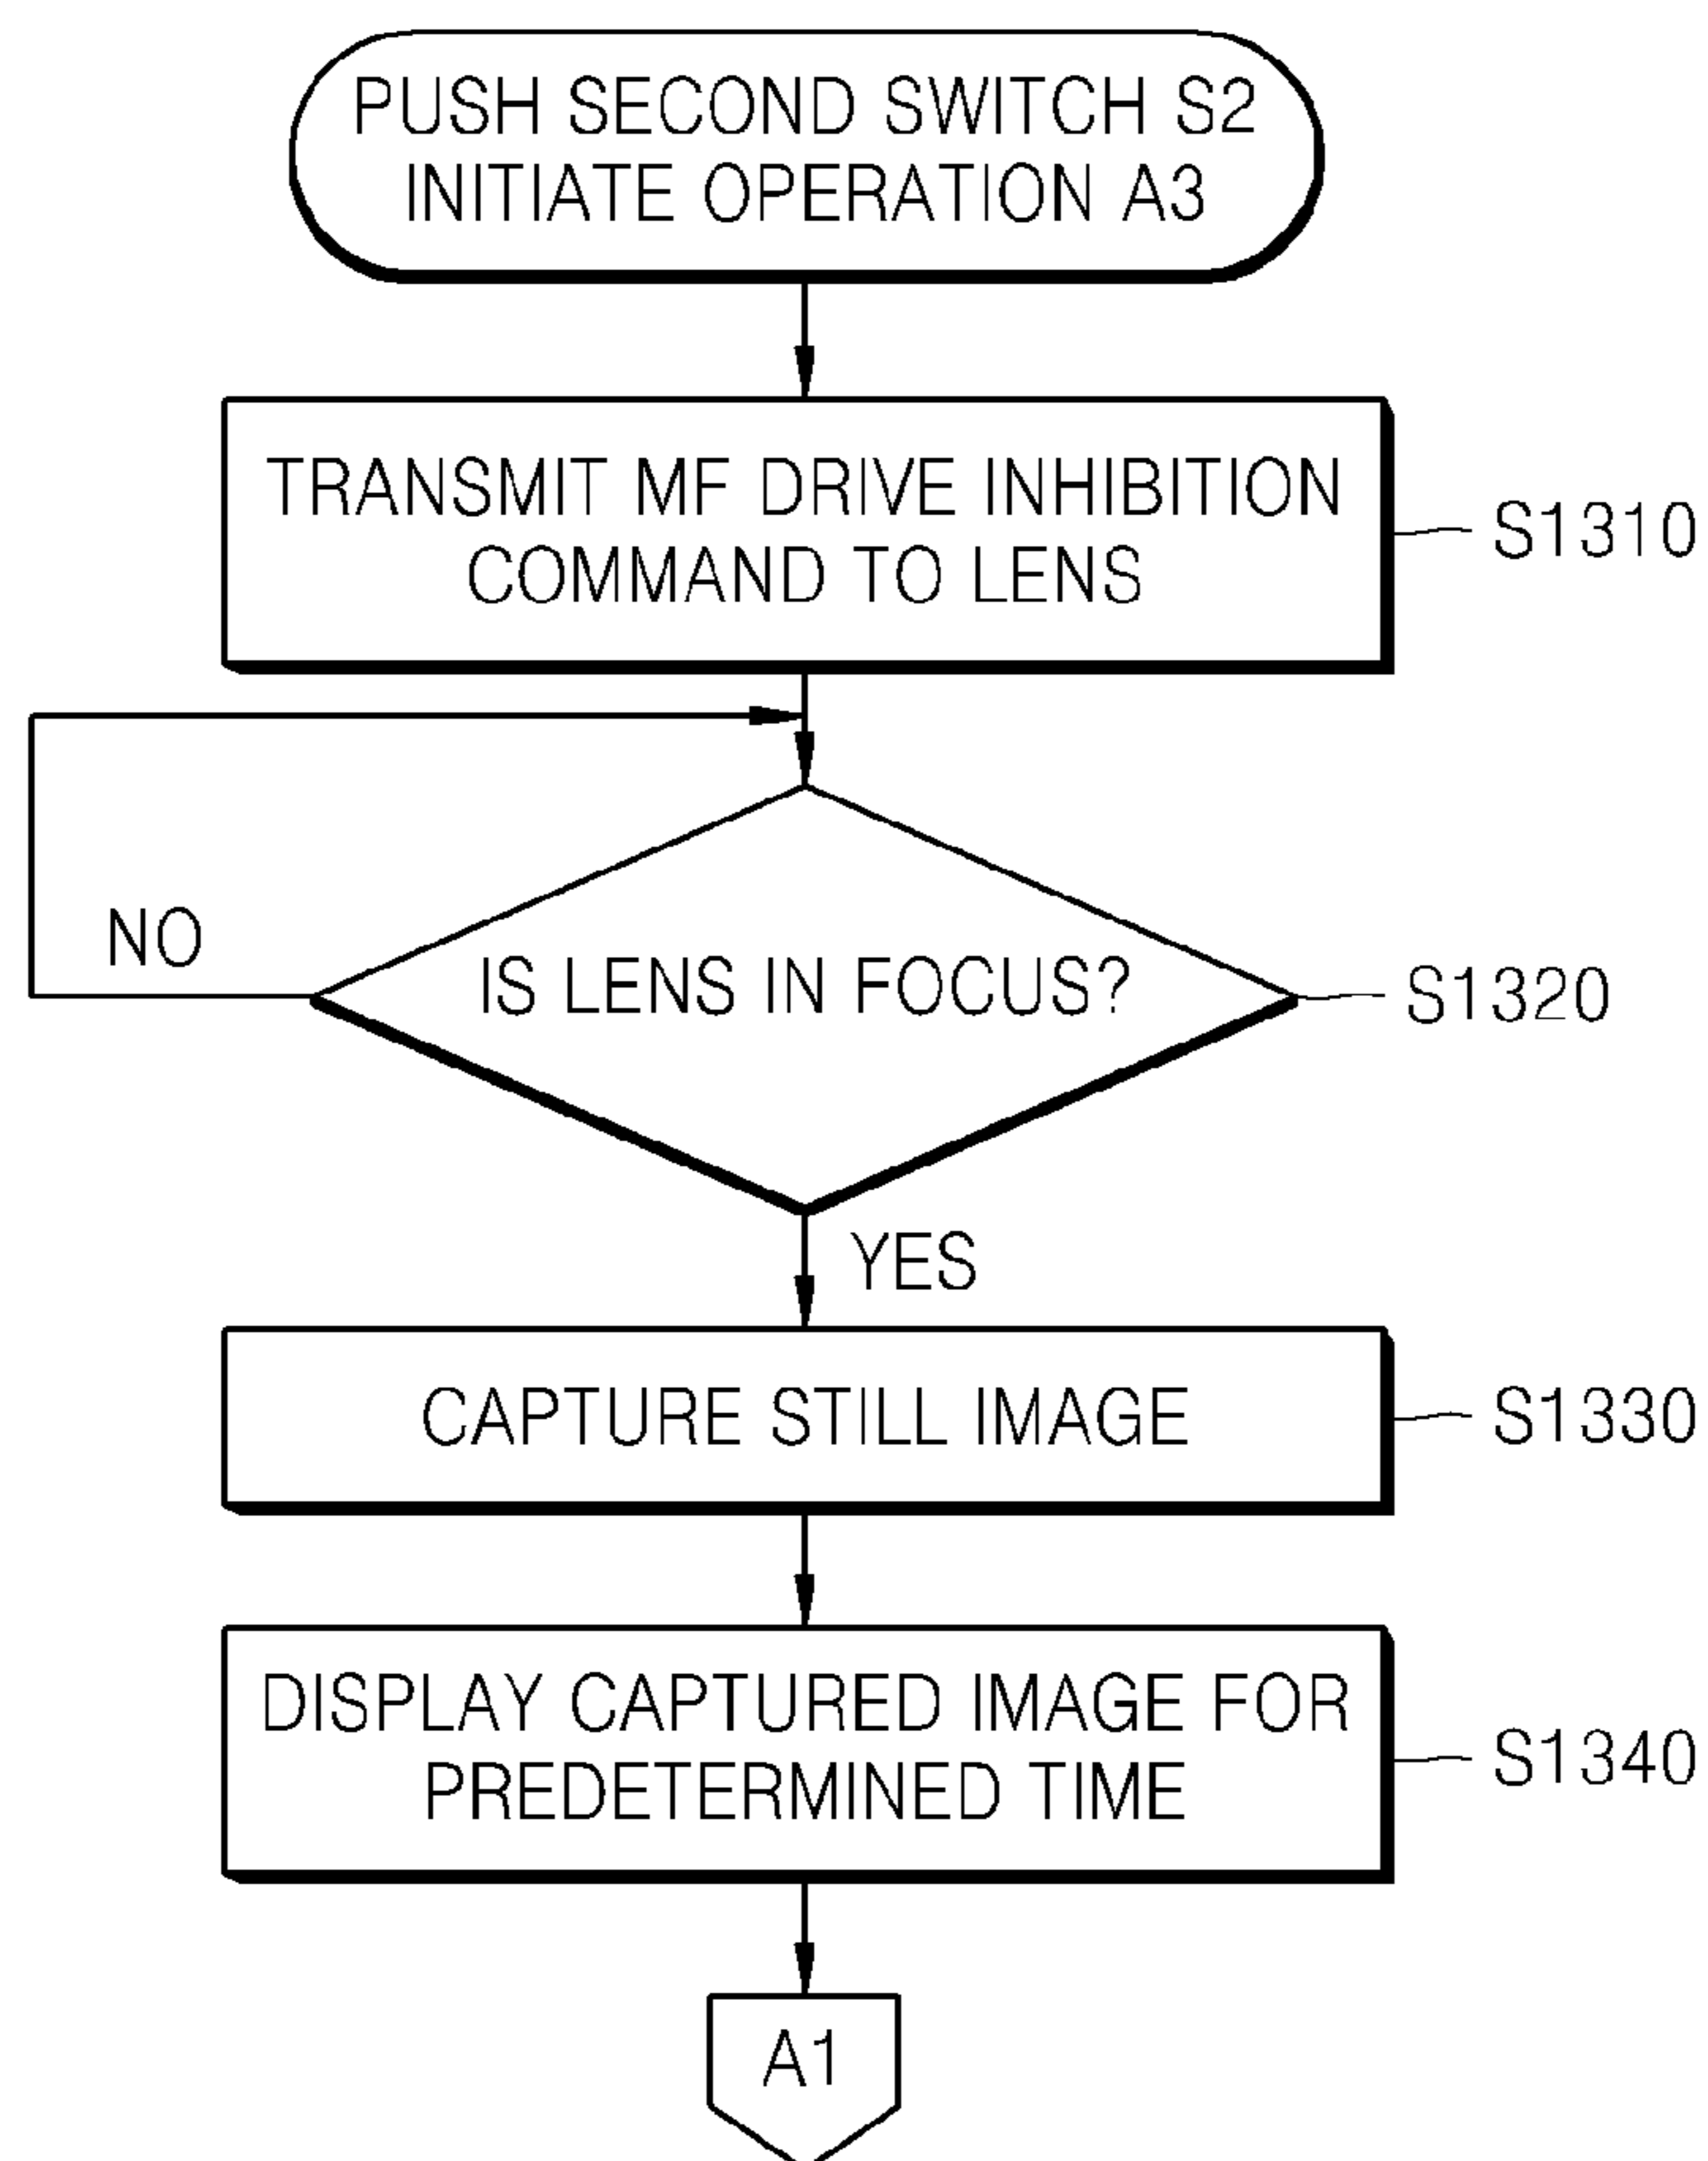 PUSH SECOND SWITCH S2
INITIATE OPERATION A3
TRANSMIT MF DRIVE INHIBITION
COMMAND TO LENS
S1310
NO
IS LENS IN FOCUS?
S1320
YES
CAPTURE STILL IMAGE
S1330
DISPLAY CAPTURED IMAGE FOR
PREDETERMINED TIME
S1340
A1